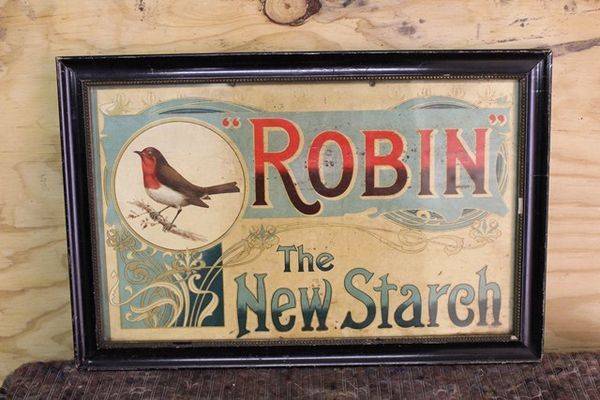 "ROBIN"
The
New Starch